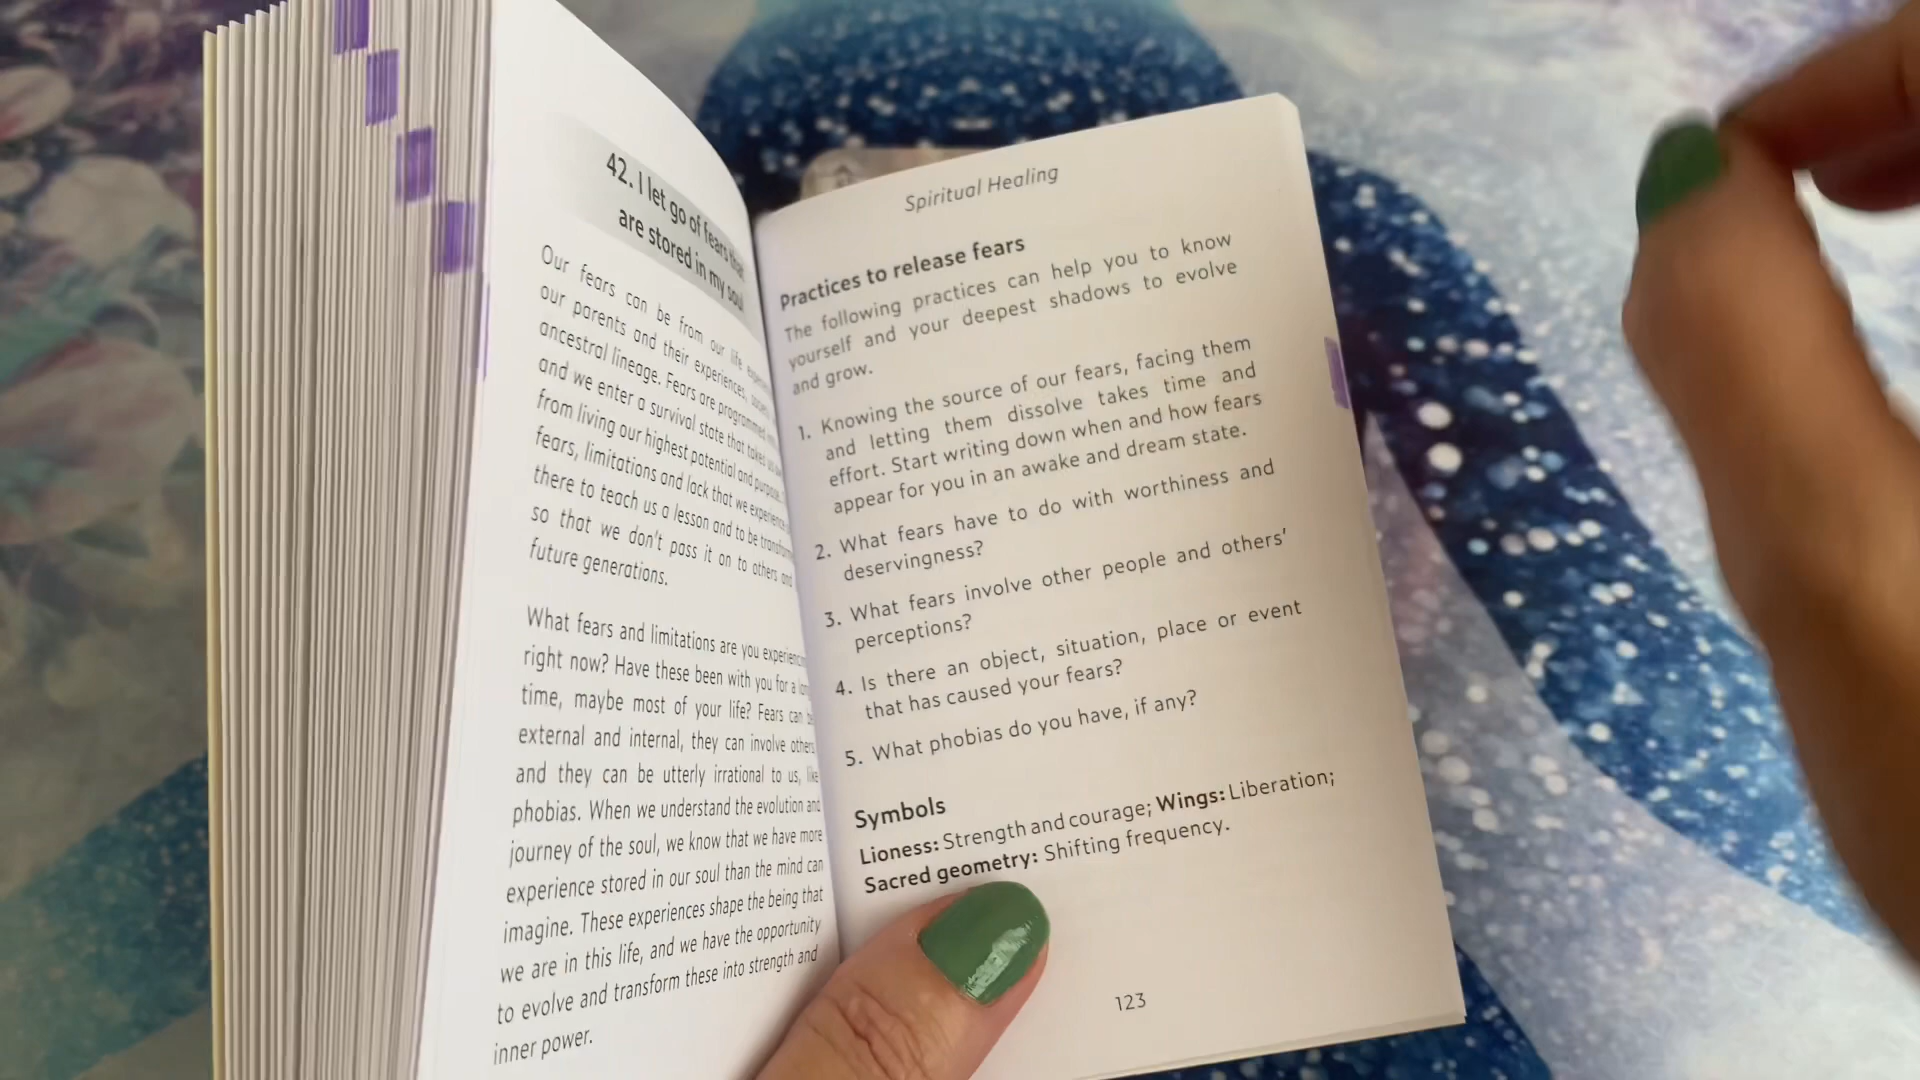 42. I let go of fears that
are stored in my soul
Our fears can be from our life
our parents and their experiences,
ancestral lineage. Fears are programmed
and we enter a survival state that takes us
from living our highest potential and purpose.
fears, limitations and lack that we experience
there to teach us a lesson and to be
so that we don't pass it on to others and
future generations.
What fears and limitations are you
right now? Have these been with you for a
time, maybe most of your life? Fears can be
external and internal, they can involve others
and they can be utterly irrational to us, like
phobias. When we understand the evolution and
journey of the soul, we know that we have more
experience stored in our soul than the mind can
imagine. These experiences shape the being that
we are in this life, and we have the opportunity
to evolve and transform these into strength and
inner power.
Spiritual Healing
Practices to release fears
The following practices can help you to know
yourself and your deepest shadows to evolve
and grow.
1. Knowing the source of our fears, facing them
and letting them dissolve takes time and
effort. Start writing down when and how fears
appear for you in an awake and dream state.
2. What fears have to do with worthiness and
deservingness?
3. What fears involve other people and others'
perceptions?
4. Is there an object, situation, place or event
that has caused your fears?
5. What phobias do you have, if any?
Symbols
Lioness: Strength and courage; Wings: Liberation;
Sacred geometry: Shifting frequency.
123